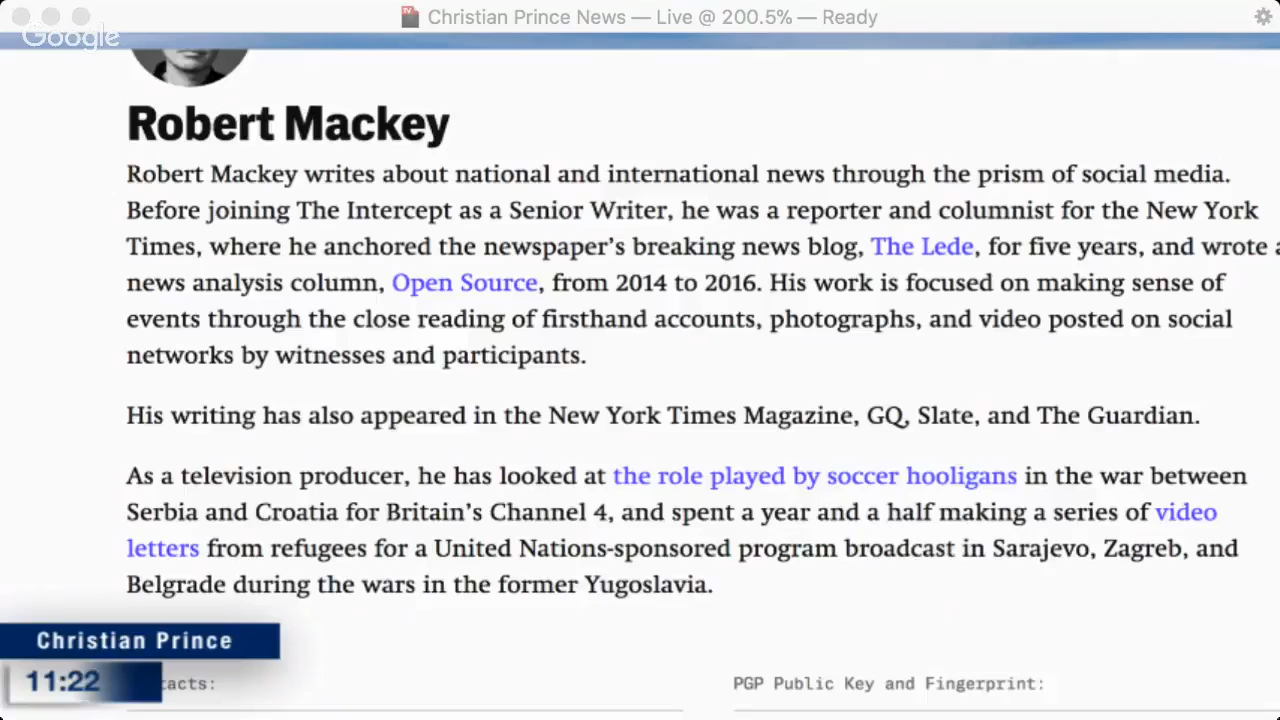 Christian Prince News — Live @ 200.5% — Ready
Google
Robert Mackey
Robert Mackey writes about national and international news through the prism of social media.
Before joining The Intercept as a Senior Writer, he was a reporter and columnist for the New York
Times, where he anchored the newspaper's breaking news blog, The Lede, for five years, and wrote a
news analysis column, Open Source, from 2014 to 2016. His work is focused on making sense of
events through the close reading of firsthand accounts, photographs, and video posted on social
networks by witnesses and participants.
His writing has also appeared in the New York Times Magazine, GQ, Slate, and The Guardian.
As a television producer, he has looked at the role played by soccer hooligans in the war between
Serbia and Croatia for Britain's Channel 4, and spent a year and a half making a series of video
letters from refugees for a United Nations-sponsored program broadcast in Sarajevo, Zagreb, and
Belgrade during the wars in the former Yugoslavia.
Christian Prince
11:22
tacts:
PGP Public Key and Fingerprint: